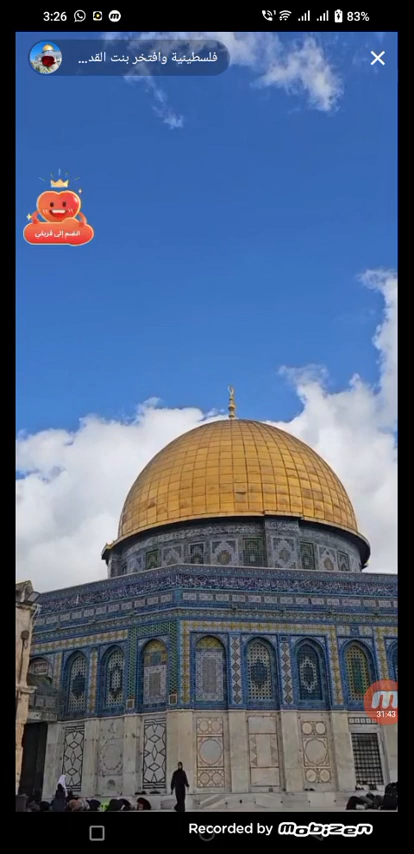 3:26
83%
فلسطينية وافتخر بنت القد...
انضم إلى فريقي
31:43
Recorded by Mobizen